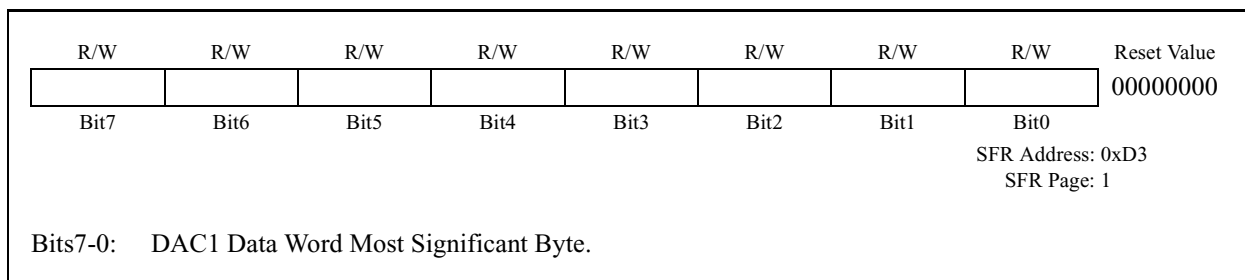 R/W R/W R/W R/W R/W R/W R/W R/W Reset Value
00000000
Bit7 Bit6 Bit5 Bit4 Bit3 Bit2 Bit1 Bit0
SFR Address: 0xD3
SFR Page: 1
Bits7-0: DAC1 Data Word Most Significant Byte.